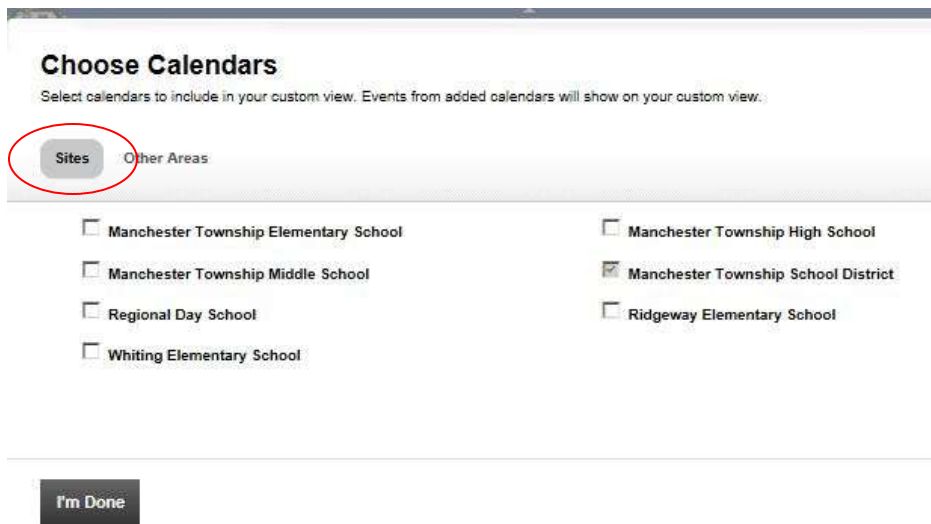 Choose Calendars
Select calendars to include in your custom view. Events from added calendars will show on your custom view.
Sites Other Areas
Manchester Township Elementary School Manchester Township High School
Manchester Township Middle School Manchester Township School District
Regional Day School Ridgeway Elementary School
Whiting Elementary School
I'm Done